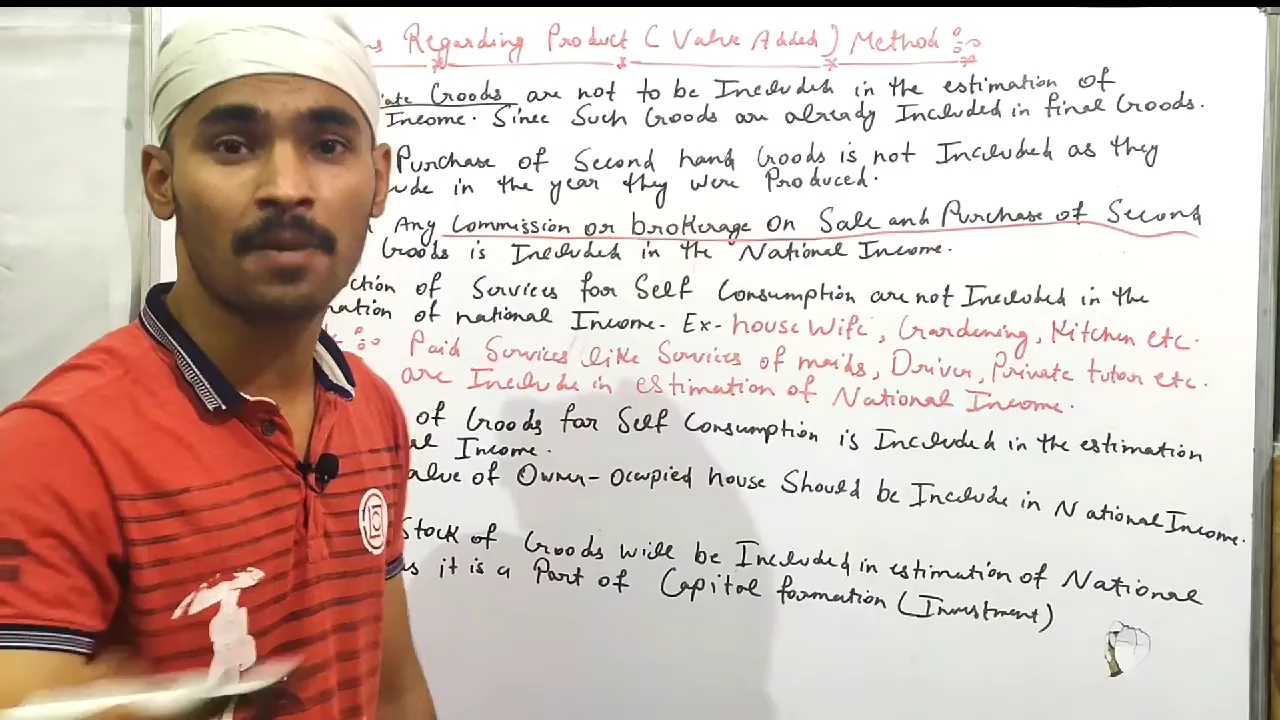 Regarding Product (Value Added) Method
Goods are not to be Included in the estimation of
Income. Since Such Goods are already Included in final Goods.
Purchase of Second hand Goods is not Included as they
in the year they were Produced.
Any Commission or brokerage on Sale and Purchase of Second
Goods is Included in the National Income.
of Services for Self Consumption are not Included in the
of national Income. Ex- house wife, Gardening, Kitchen etc.
Paid Services like Services of maids, Driver, Private tutor etc.
are Include in estimation of National Income.
of Goods for Self Consumption is Included in the estimation
Income.
of Owner-Ocupied house Should be Include in National Income.
Stock of Goods will be Included in estimation of National
it is a Part of Capital formation (Investment)